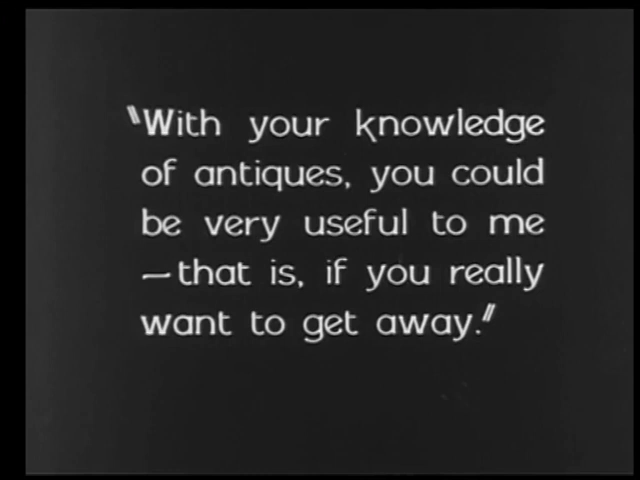 "With your knowledge
of antiques, you could
be very useful to me
—that is, if you really
want to get away."